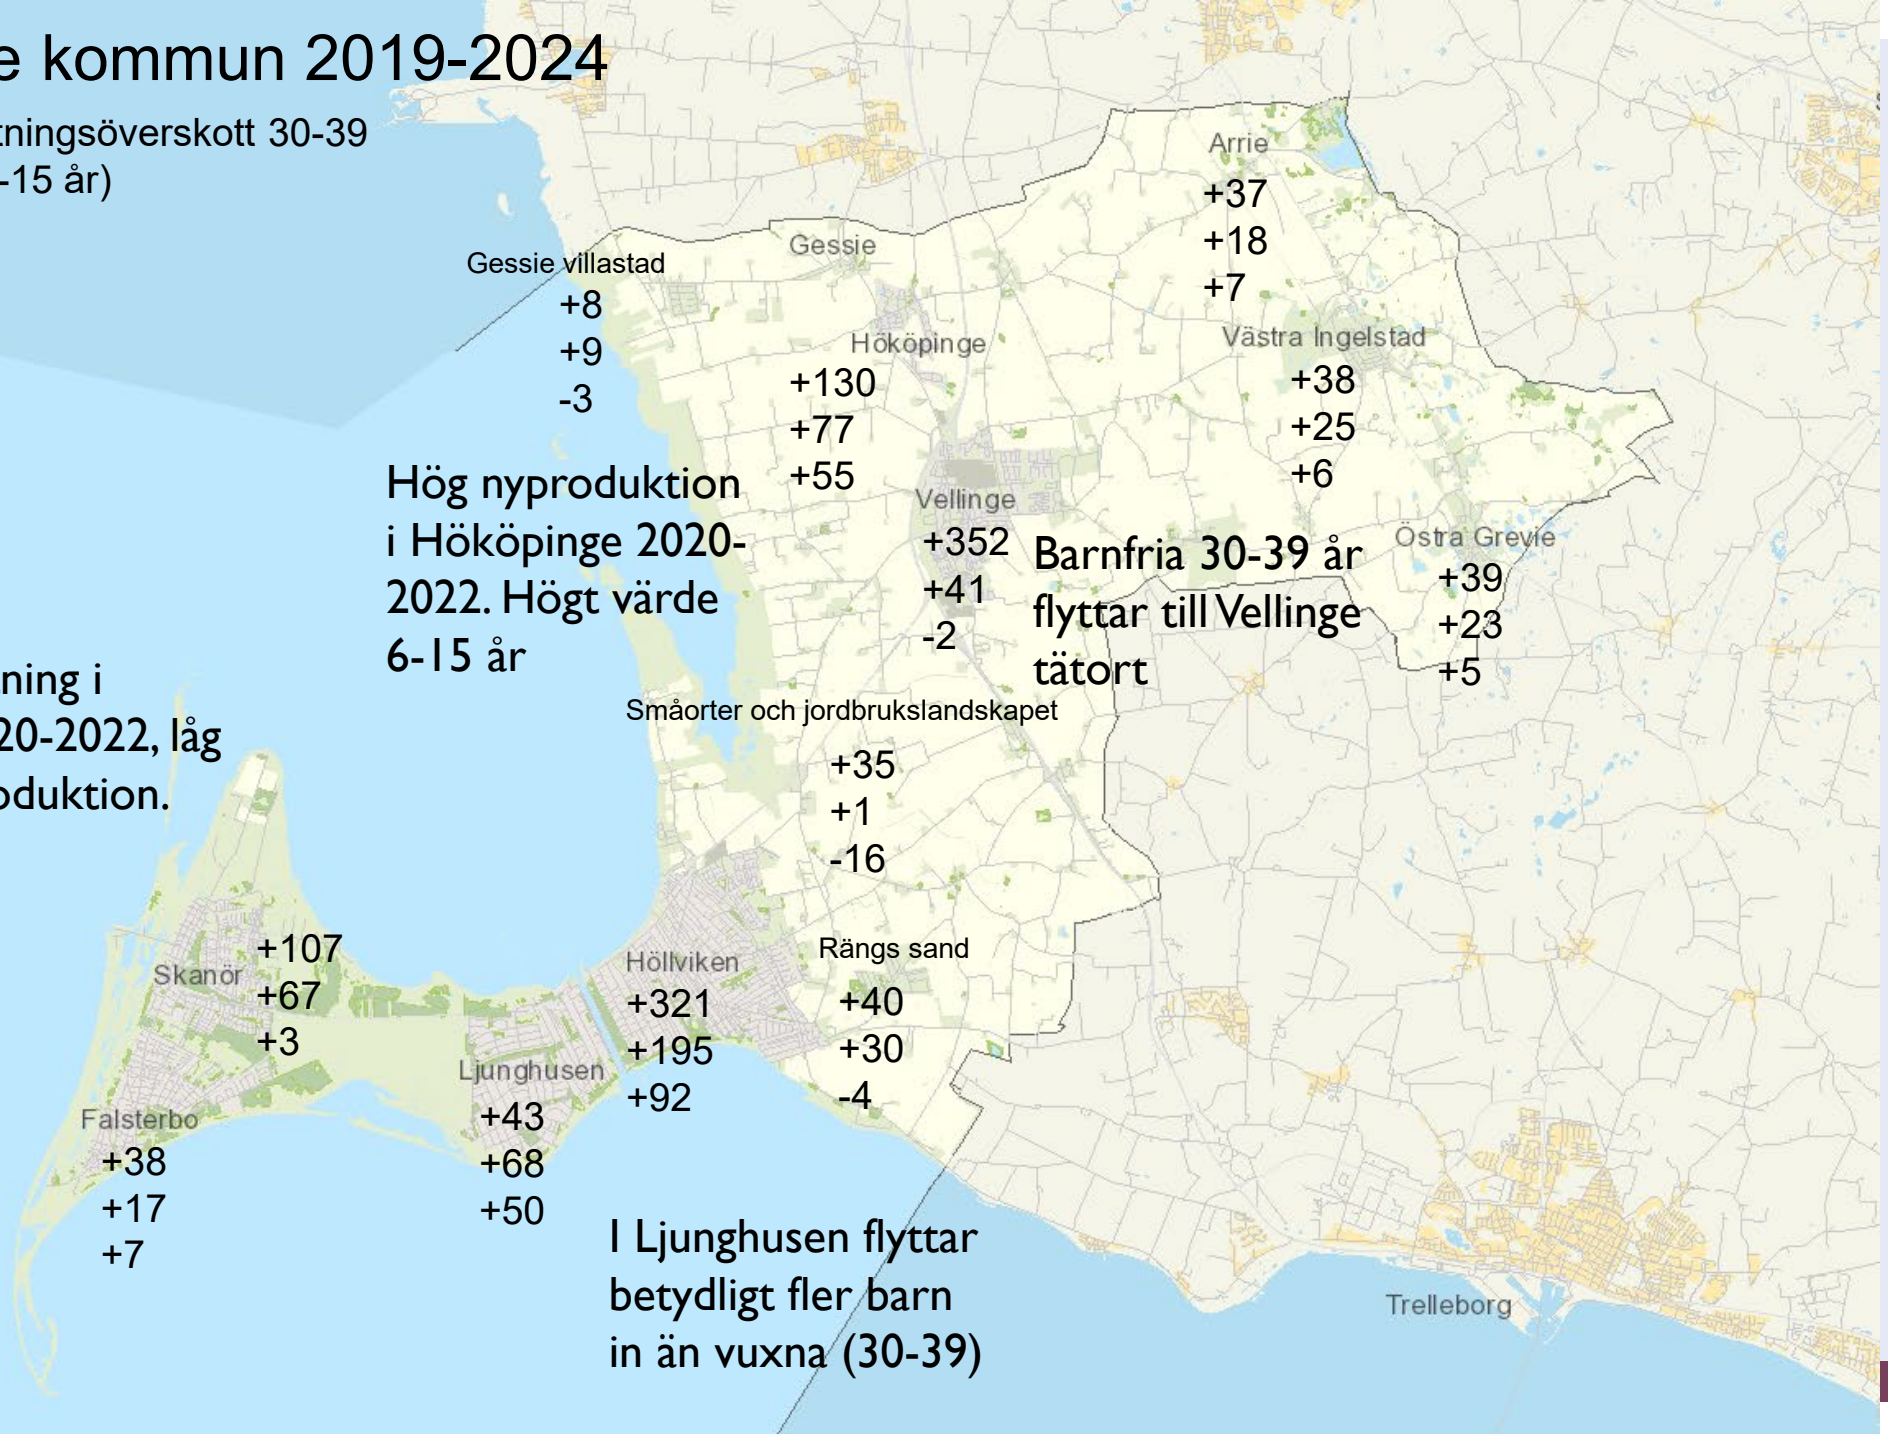 e kommun 2019-2024
tningsöverskott 30-39
-15 år)
Arrie
+37
+18
+7
Gessie villastad
+8
+9
-3
Gessie
Hököpinge
+130
+77
+55
Västra Ingelstad
+38
+25
+6
Hög nyproduktion
i Hököpinge 2020-
2022. Högt värde
6-15 år
Vellinge
+352
+41
-2
Barnfria 30-39 år
flyttar till Vellinge
tätort
Östra Grevie
+39
+23
+5
ning i
20-2022, låg
oduktion.
Småorter och jordbrukslandskapet
+35
+1
-16
Skanör
+107
+67
+3
Höllviken
+321
+195
+92
Rängs sand
+40
+30
-4
Ljunghusen
+43
+68
+50
Falsterbo
+38
+17
+7
I Ljunghusen flyttar
betydligt fler barn
in än vuxna (30-39)
Trelleborg